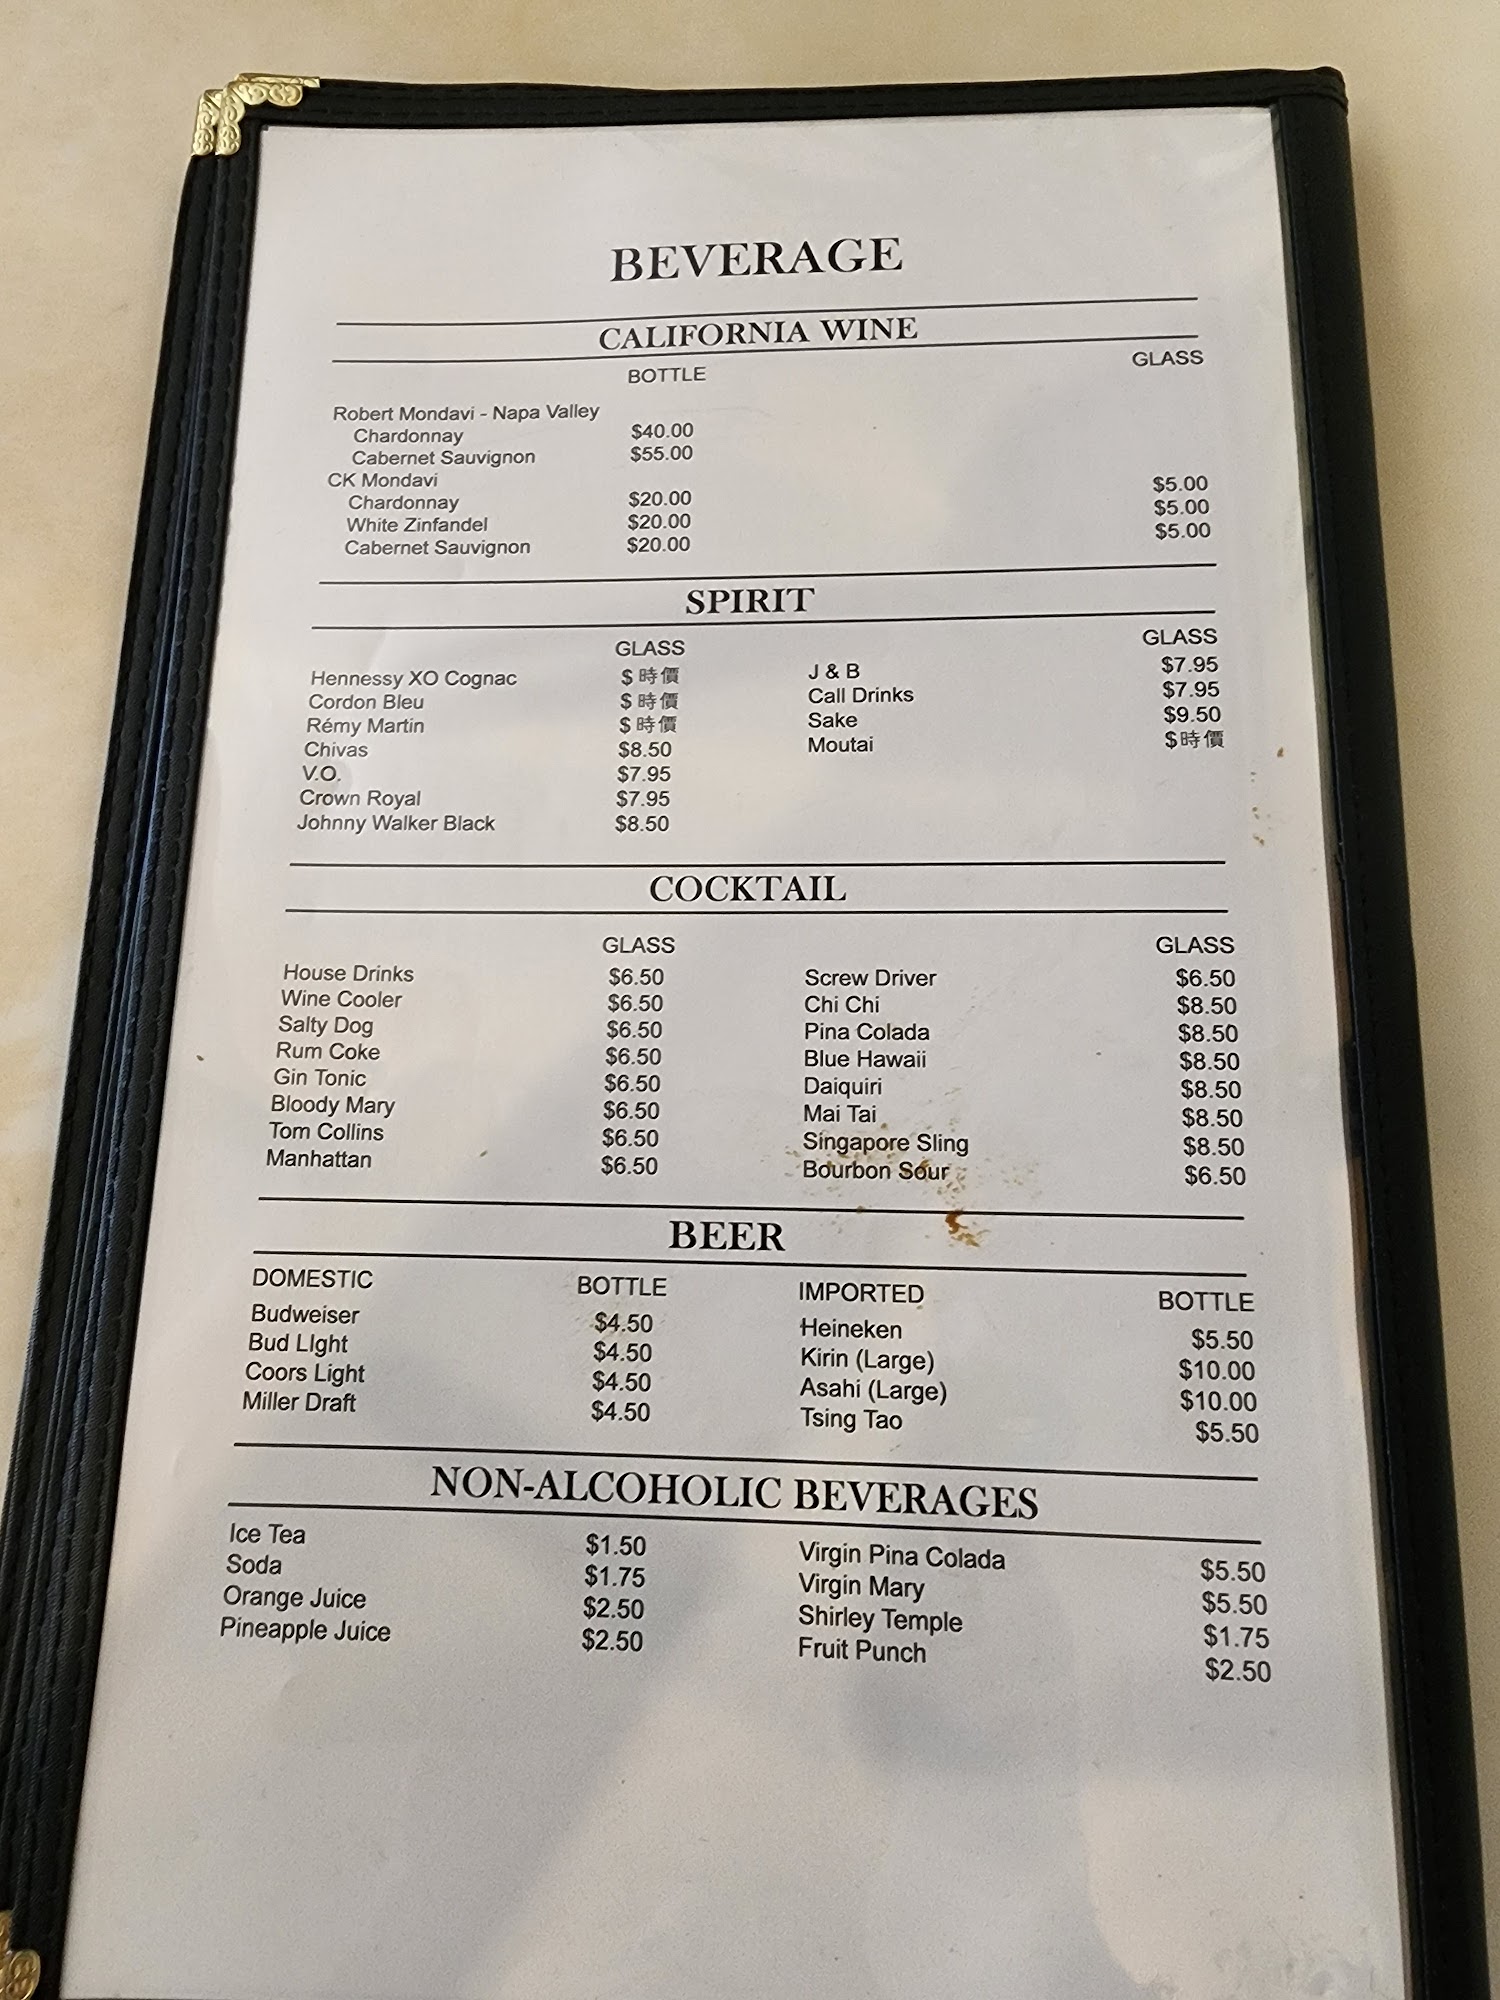 BEVERAGE
CALIFORNIA WINE
BOTTLE GLASS
Robert Mondavi - Napa Valley
Chardonnay $40.00
Cabernet Sauvignon $55.00
CK Mondavi
Chardonnay $20.00 $5.00
White Zinfandel $20.00 $5.00
Cabernet Sauvignon $20.00 $5.00
SPIRIT
GLASS GLASS
Hennessy XO Cognac $ 時價 J & B $7.95
Cordon Bleu $ 時價 Call Drinks $7.95
Rémy Martin $ 時價 Sake $9.50
Chivas $8.50 Moutai $時價
V.O. $7.95
Crown Royal $7.95
Johnny Walker Black $8.50
COCKTAIL
GLASS GLASS
House Drinks $6.50 Screw Driver $6.50
Wine Cooler $6.50 Chi Chi $8.50
Salty Dog $6.50 Pina Colada $8.50
Rum Coke $6.50 Blue Hawaii $8.50
Gin Tonic $6.50 Daiquiri $8.50
Bloody Mary $6.50 Mai Tai $8.50
Tom Collins $6.50 Singapore Sling $8.50
Manhattan $6.50 Bourbon Sour $6.50
BEER
DOMESTIC BOTTLE IMPORTED BOTTLE
Budweiser $4.50 Heineken $5.50
Bud LIght $4.50 Kirin (Large) $10.00
Coors Light $4.50 Asahi (Large) $10.00
Miller Draft $4.50 Tsing Tao $5.50
NON-ALCOHOLIC BEVERAGES
Ice Tea $1.50 Virgin Pina Colada $5.50
Soda $1.75 Virgin Mary $5.50
Orange Juice $2.50 Shirley Temple $1.75
Pineapple Juice $2.50 Fruit Punch $2.50